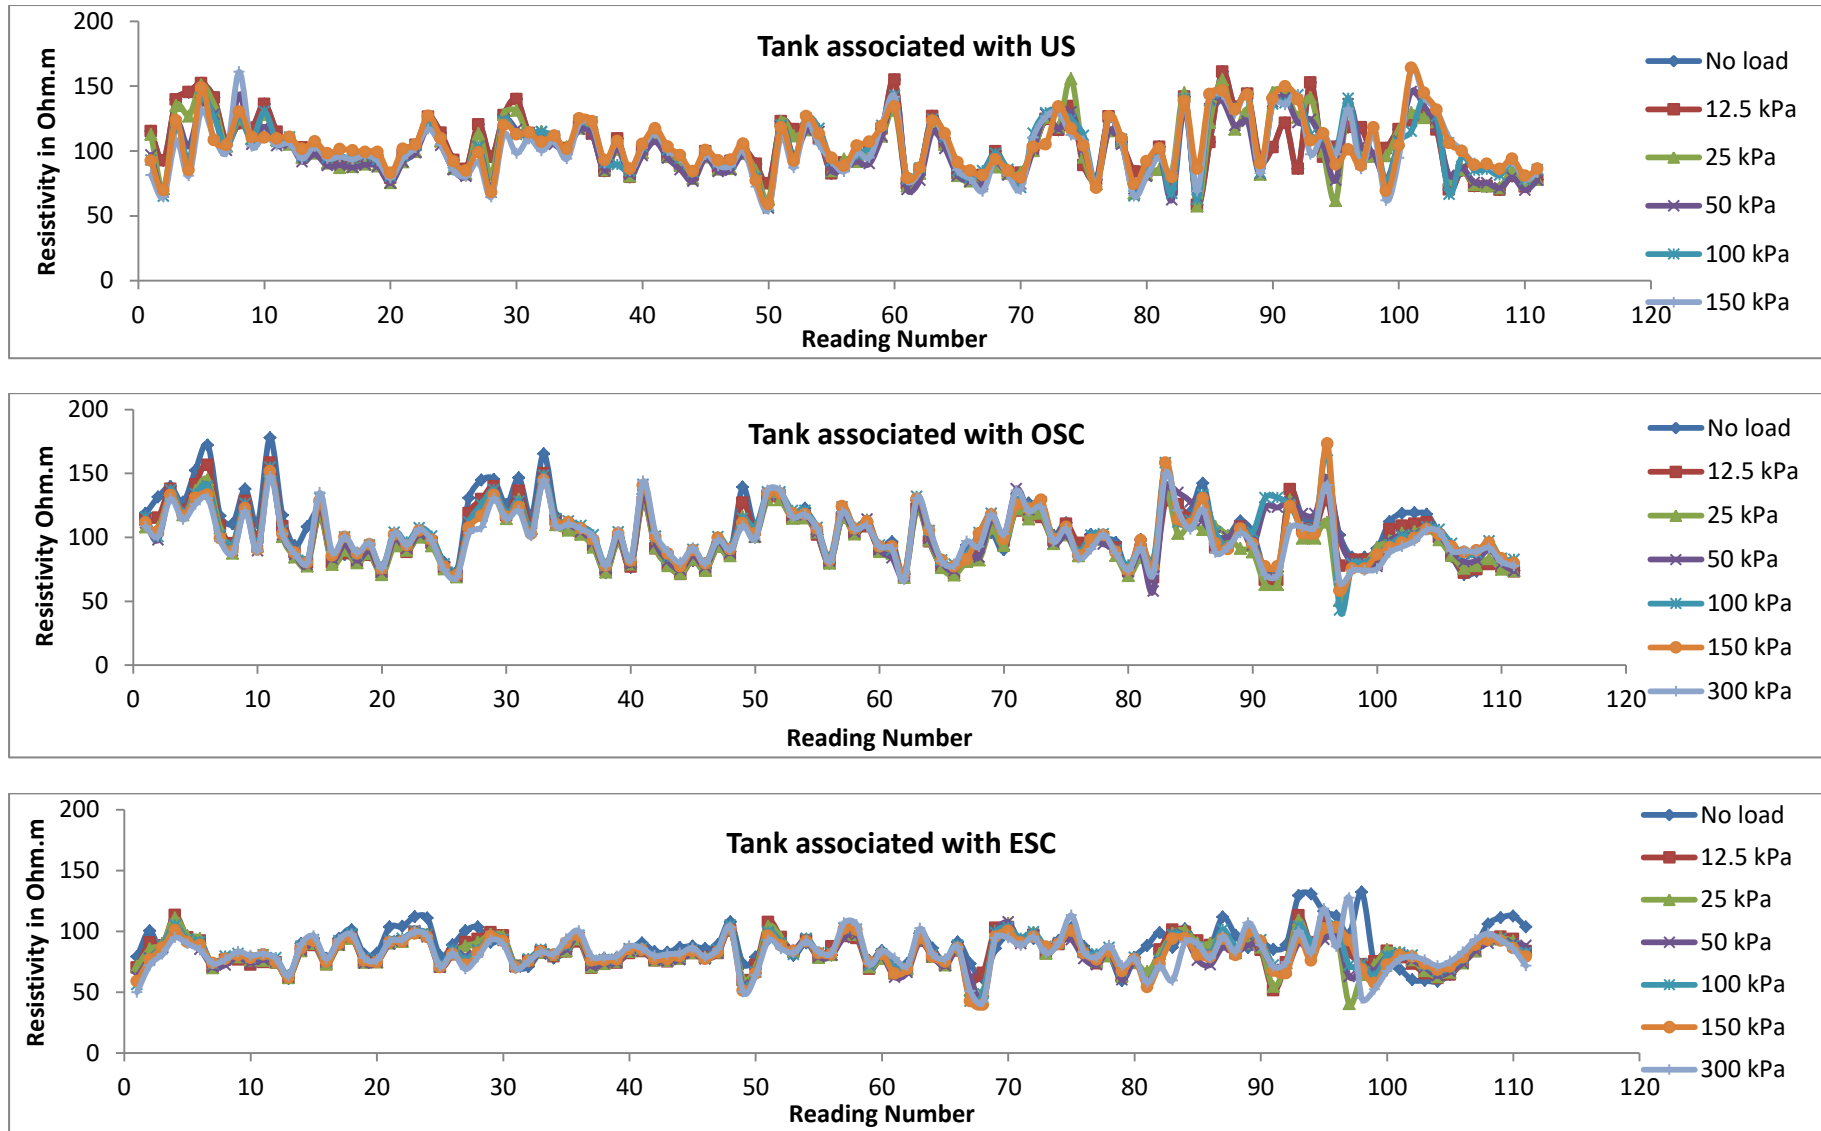 Tank associated with US
Resistivity in Ohm.m
200
150
100
50
0
0 10 20 30 40 50 60 70 80 90 100 110 120
Reading Number
No load
12.5 kPa
25 kPa
50 kPa
100 kPa
150 kPa
Tank associated with OSC
Resistivity Ohm.m
200
150
100
50
0
0 10 20 30 40 50 60 70 80 90 100 110 120
Reading Number
No load
12.5 kPa
25 kPa
50 kPa
100 kPa
150 kPa
300 kPa
Tank associated with ESC
Resistivity in Ohm.m
200
150
100
50
0
0 10 20 30 40 50 60 70 80 90 100 110 120
Reading Number
No load
12.5 kPa
25 kPa
50 kPa
100 kPa
150 kPa
300 kPa